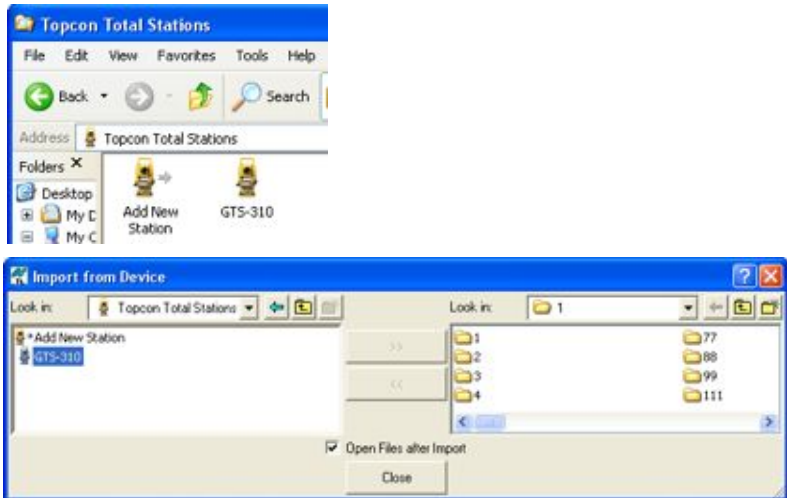 Topcon Total Stations
File Edit View Favorites Tools Help
Back Search
Address Topcon Total Stations
Folders X
Desktop
My D
My C
Add New
Station
GTS-310
Import from Device
Look in: Topcon Total Stations
Look in: 1
*Add New Station
GTS-310
>>
<<
1
2
3
4
77
88
99
111
Open Files after Import
Close